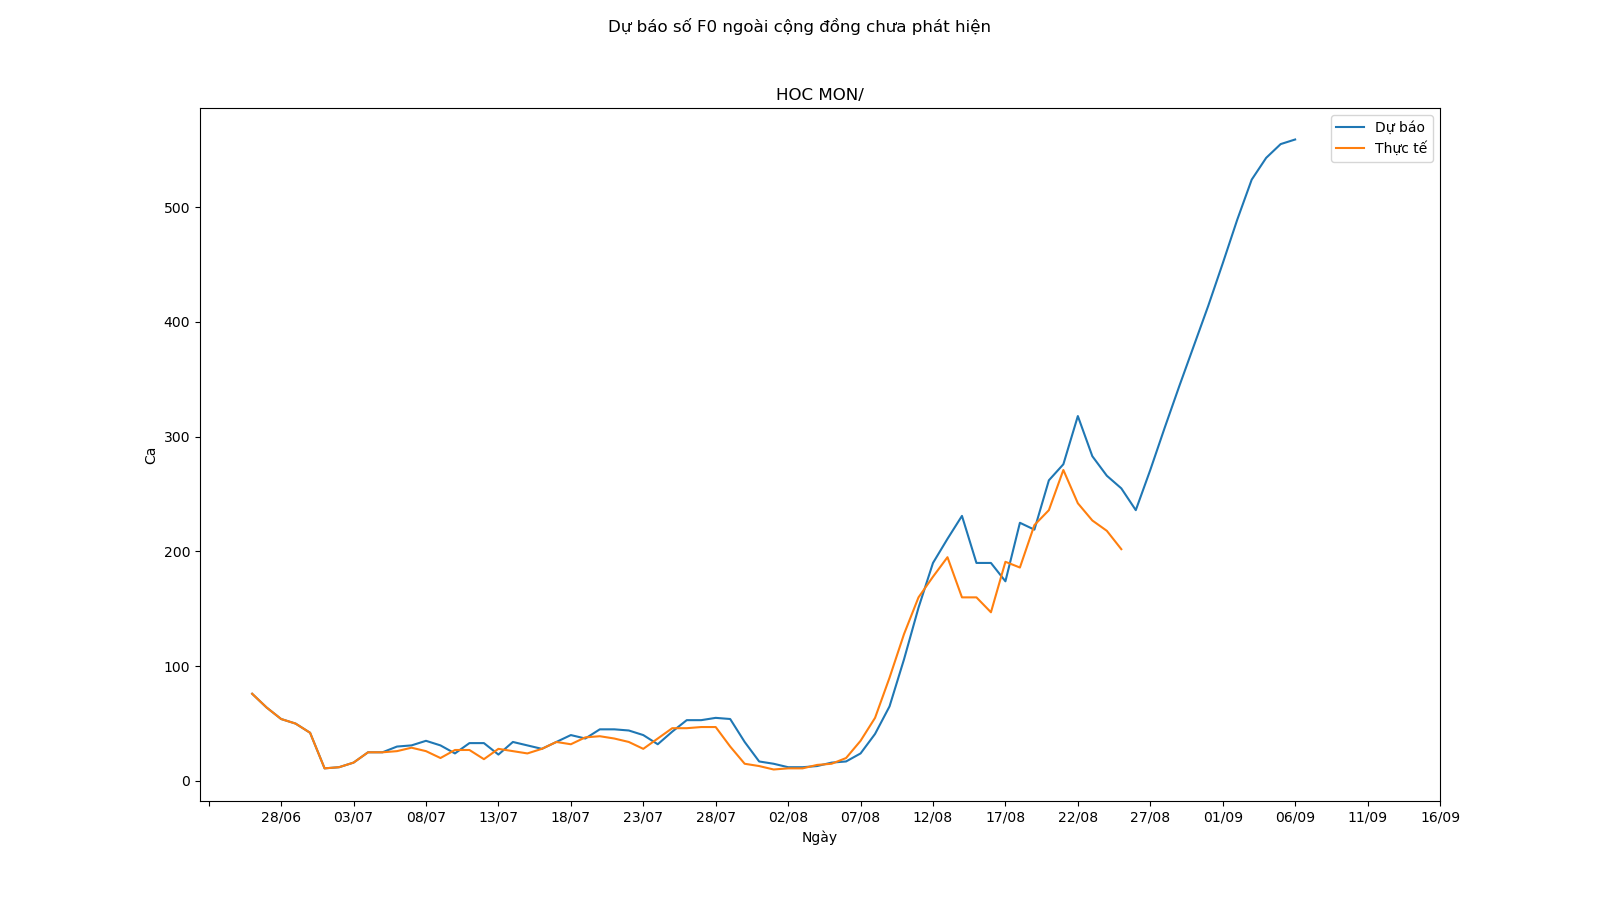 Dự báo số F0 ngoài cộng đồng chưa phát hiện
HOC MON/
Dự báo
Thực tế
500
400
300
200
100
0
Ca
28/06 03/07 08/07 13/07 18/07 23/07 28/07 02/08 07/08 12/08 17/08 22/08 27/08 01/09 06/09 11/09 16/09
Ngày